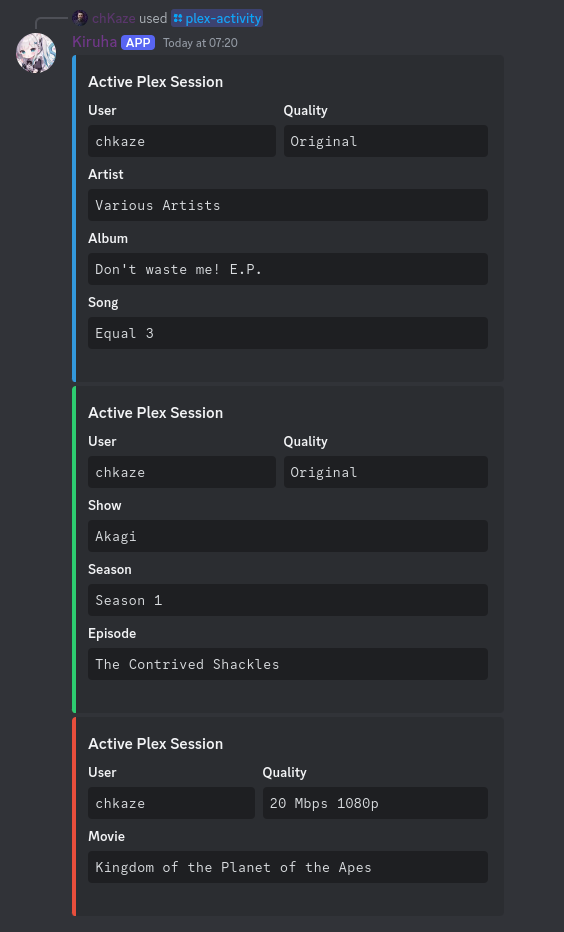 chKaze used plex-activity
Kiruha APP Today at 07:20
Active Plex Session
User Quality
chkaze Original
Artist
Various Artists
Album
Don't waste me! E.P.
Song
Equal 3
Active Plex Session
User Quality
chkaze Original
Show
Akagi
Season
Season 1
Episode
The Contrived Shackles
Active Plex Session
User Quality
chkaze 20 Mbps 1080p
Movie
Kingdom of the Planet of the Apes